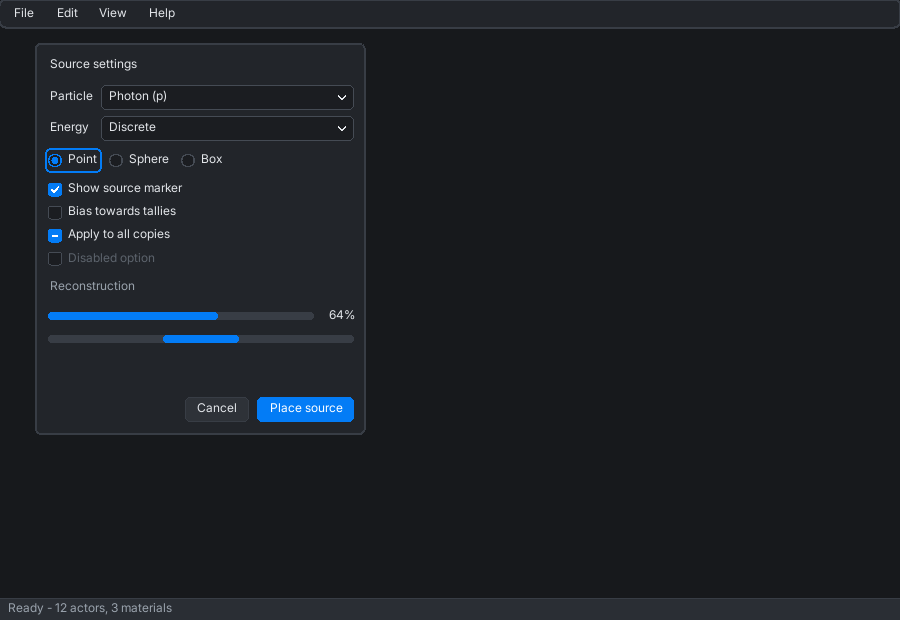 File Edit View Help
Source settings
Particle Photon (p)
Energy Discrete
Point Sphere Box
Show source marker
Bias towards tallies
Apply to all copies
Disabled option
Reconstruction
64%
Cancel Place source
Ready - 12 actors, 3 materials